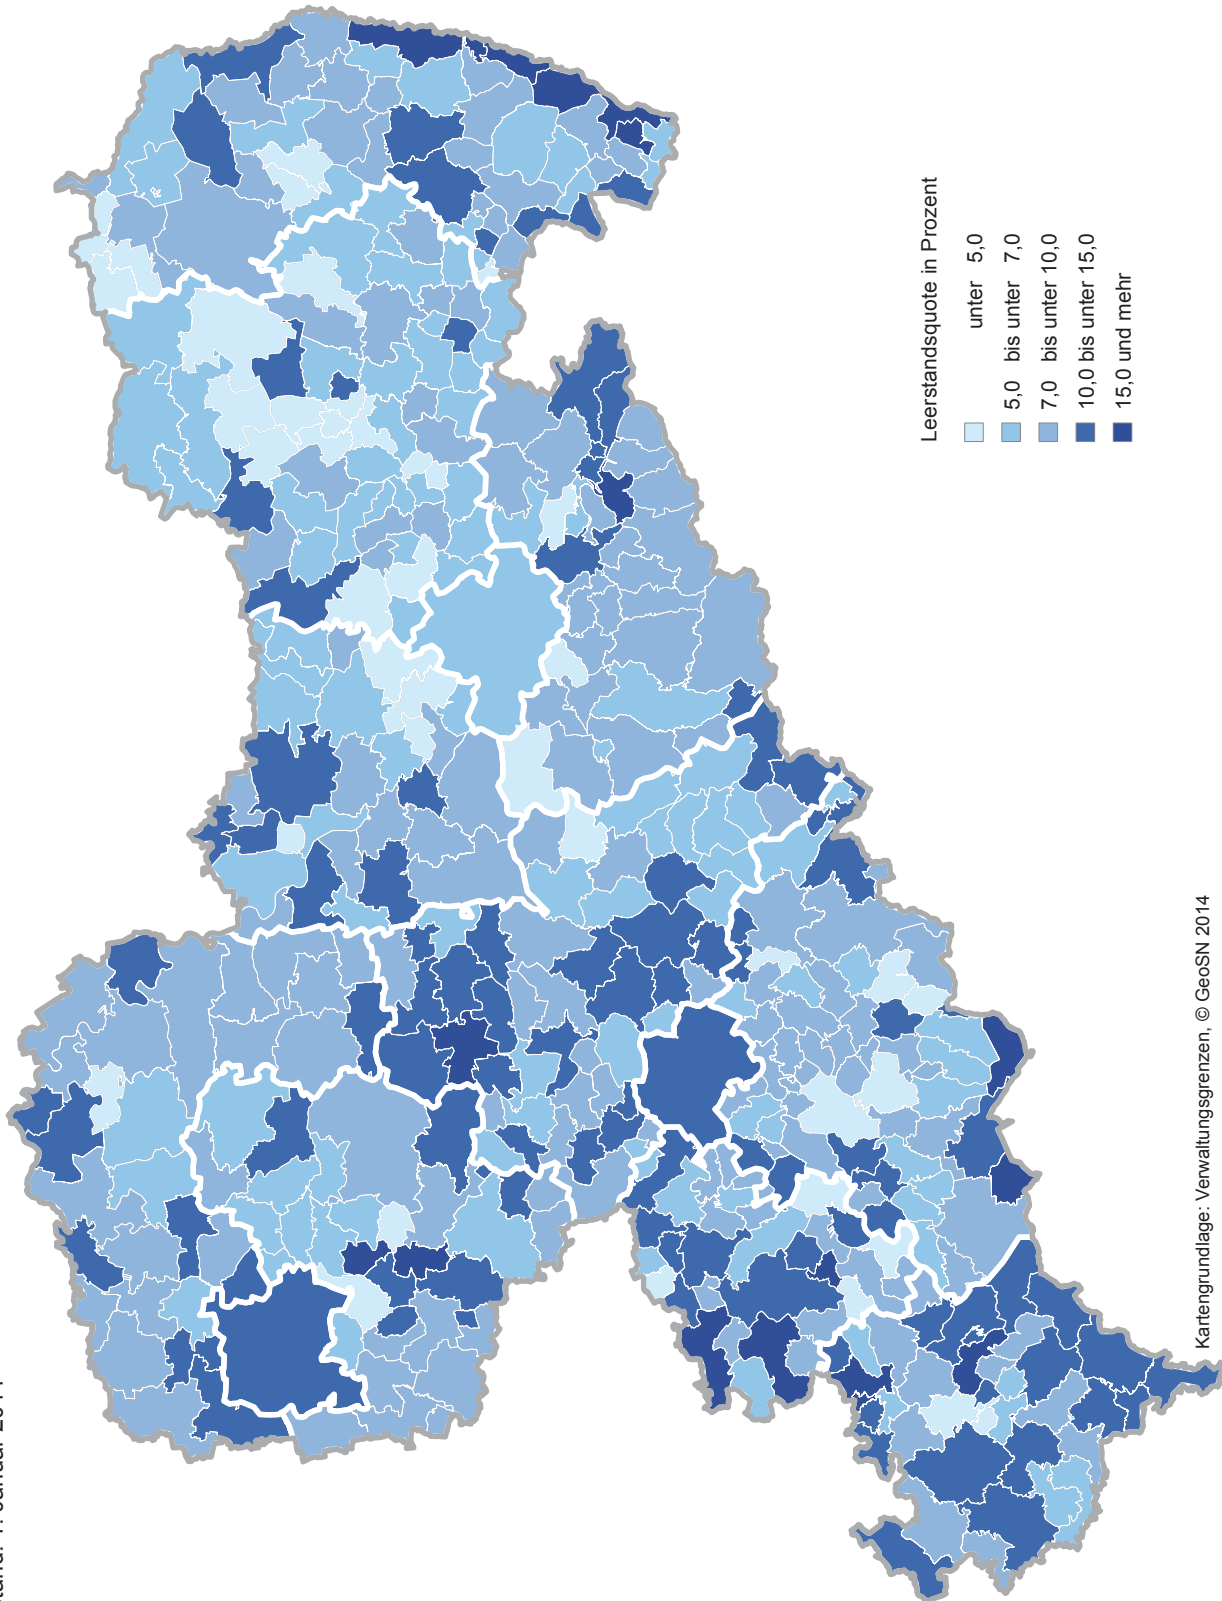 Leerstandsquote in Prozent
unter 5,0
5,0 bis unter 7,0
7,0 bis unter 10,0
10,0 bis unter 15,0
15,0 und mehr
Kartengrundlage: Verwaltungsgrenzen, © GeoSN 2014